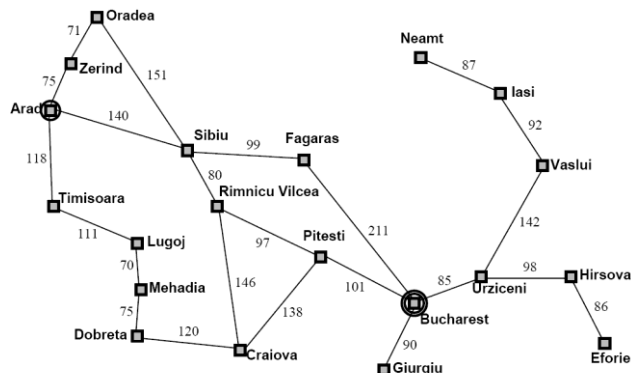 Oradea
71
Neamt
Zerind
87
75
151
Iasi
Arad
140
92
Sibiu
99
Fagaras
118
Vaslui
80
Timisoara
Rimnicu Vilcea
111
Lugoj
97
Pitesti
211
142
70
98
Hirsova
Mehadia
146
101
85
Urziceni
75
138
86
Bucharest
Dobreta
120
Craiova
90
Eforie
Giurgiu